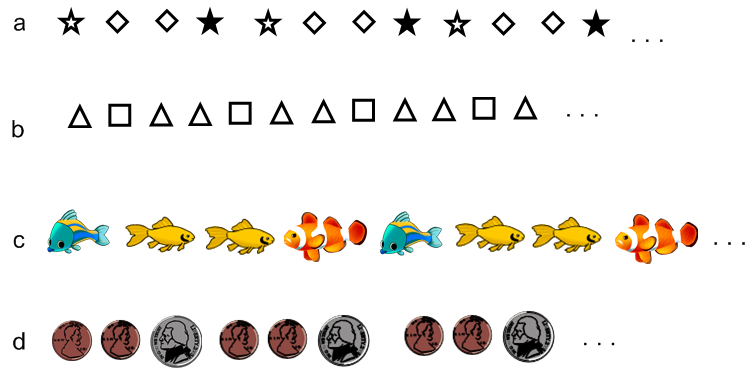 a . . .
b . . .
c . . .
d . . .